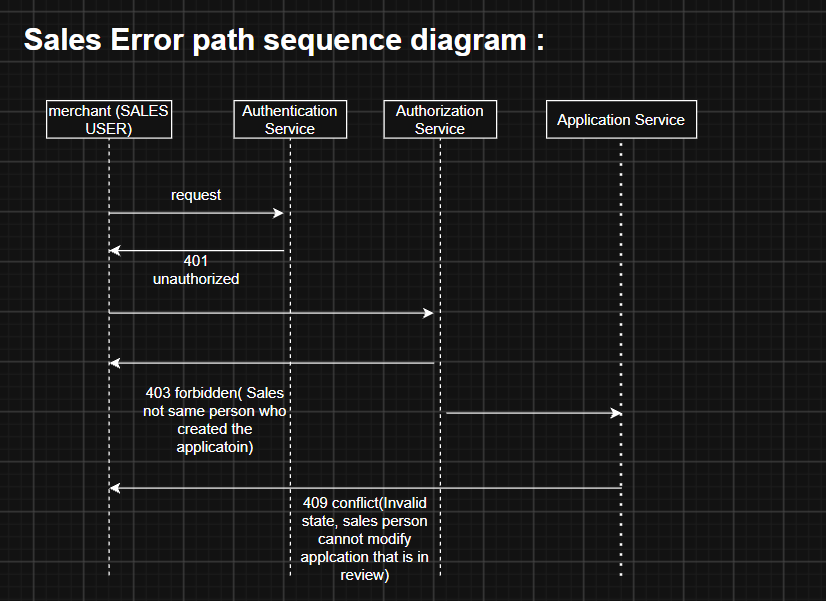 Sales Error path sequence diagram :
merchant (SALES
USER)
Authentication
Service
Authorization
Service
Application Service
request
401
unauthorized
403 forbidden( Sales
not same person who
created the
applicatoin)
409 conflict(Invalid
state, sales person
cannot modify
applcation that is in
review)